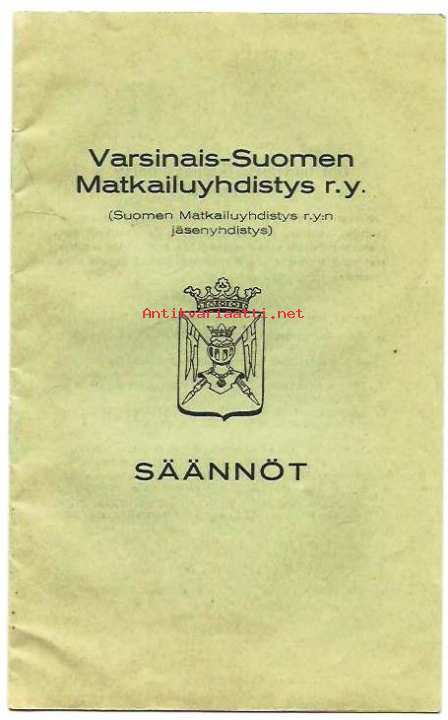 Varsinais-Suomen
Matkailuyhdistys r.y.
(Suomen Matkailuyhdistys r.y:n
jäsenyhdistys)
Antikvariaatti.net
SÄÄNNÖT